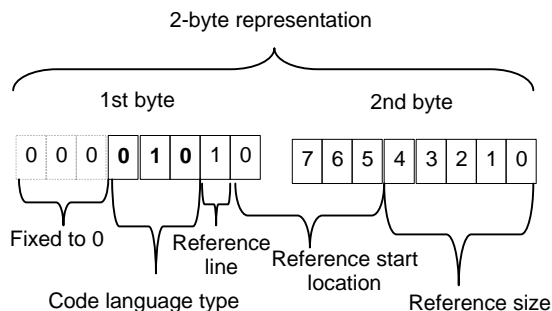 2-byte representation
1st byte
2nd byte
0 0 0 0 1 0 1 0
7 6 5 4 3 2 1 0
Fixed to 0
Reference
line
Reference start
location
Code language type
Reference size